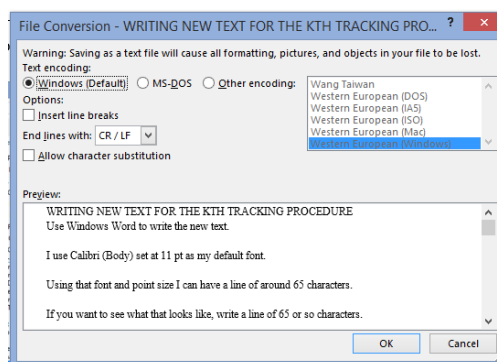 File Conversion - WRITING NEW TEXT FOR THE KTH TRACKING PRO...
Warning: Saving as a text file will cause all formatting, pictures, and objects in your file to be lost.
Text encoding:
Windows (Default) MS-DOS Other encoding:
Wang Taiwan
Western European (DOS)
Western European (IA5)
Western European (ISO)
Western European (Mac)
Western European (Windows)
Options:
Insert line breaks
End lines with: CR / LF
Allow character substitution
Preview:
WRITING NEW TEXT FOR THE KTH TRACKING PROCEDURE
Use Windows Word to write the new text.
I use Calibri (Body) set at 11 pt as my default font.
Using that font and point size I can have a line of around 65 characters.
If you want to see what that looks like, write a line of 65 or so characters.
OK Cancel